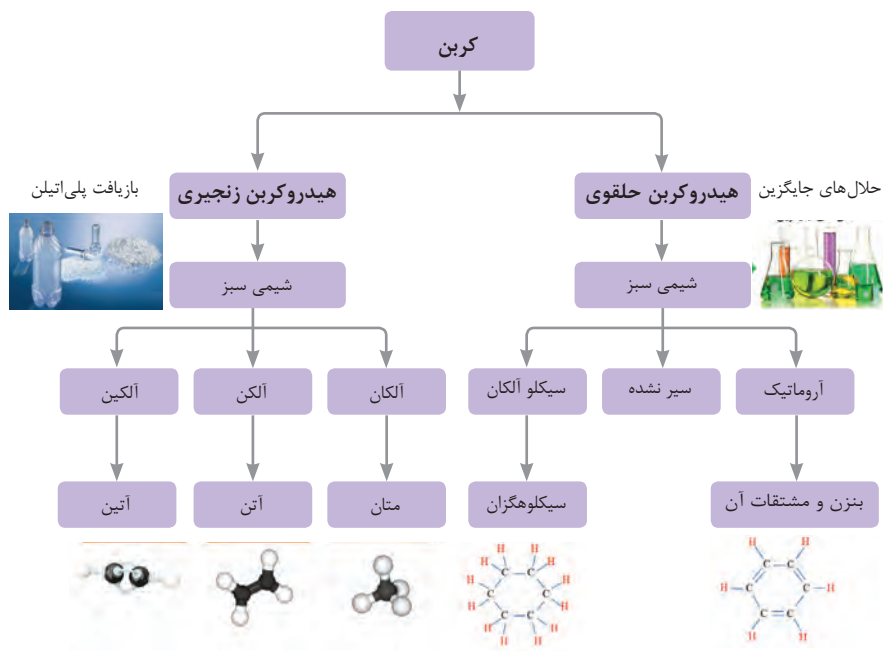 کربن
هیدروکربن حلقوی
هیدروکربن زنجیری
حلال‌های جایگزین
بازیافت پلی‌اتیلن
شیمی سبز
شیمی سبز
آروماتیک
سیر نشده
سیکلو آلکان
آلکان
آلکن
آلکین
بنزن و مشتقات آن
سیکلوهگزان
متان
آتن
آتین
H H
C C
H C C H
C C
H H
H H H H
H C C H
H C C H
H C C H
H H H H